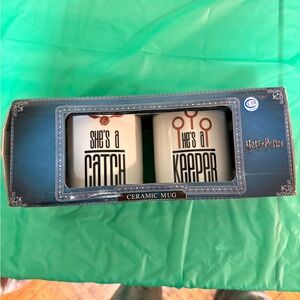 SHE'S A
CATCH
HE'S A
KEEPER
Harry Potter
CERAMIC MUG